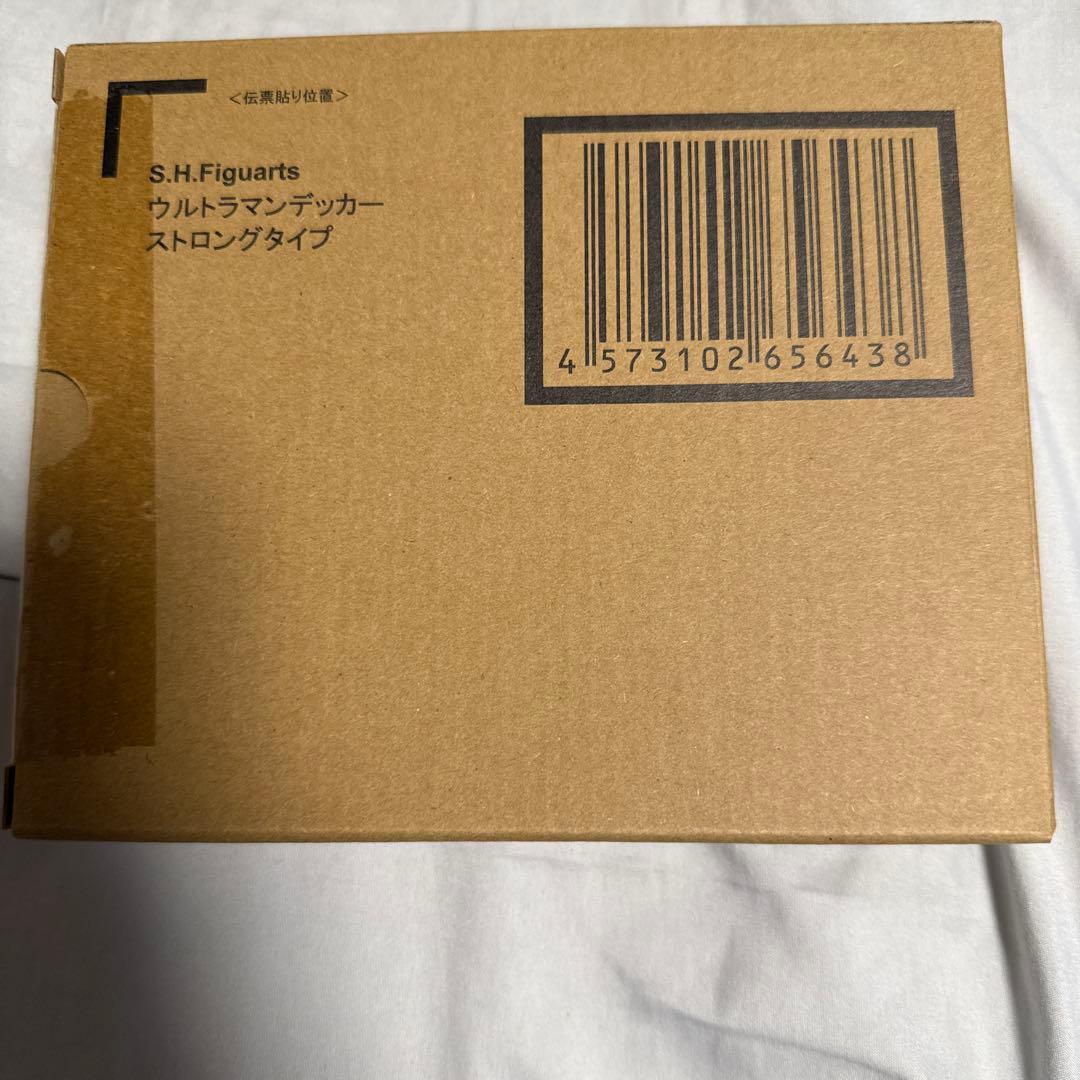 ＜伝票貼り位置＞
S.H.Figuarts
ウルトラマンデッカー
ストロングタイプ
4 573102 656438